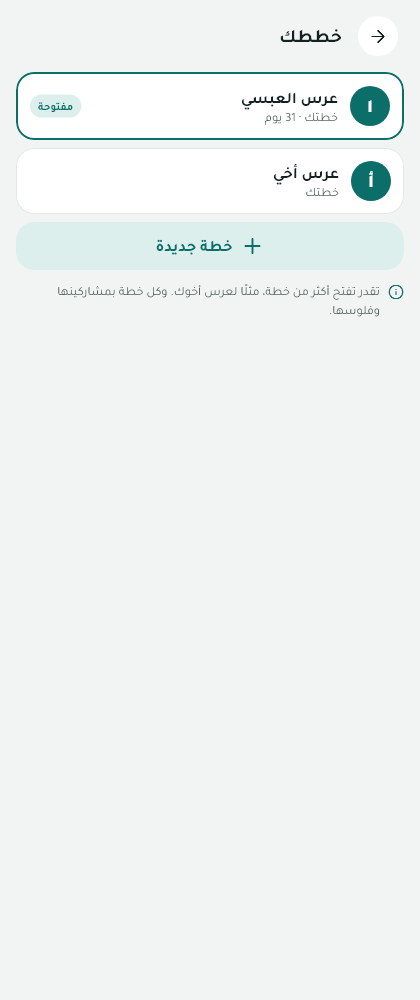 خططك
ا
عرس العبسي
خطتك · 31 يوم
مفتوحة
أ
عرس أخي
خطتك
خطة جديدة
تقدر تفتح أكثر من خطة، مثلًا لعرس أخوك. وكل خطة بمشاركينها
وفلوسها.